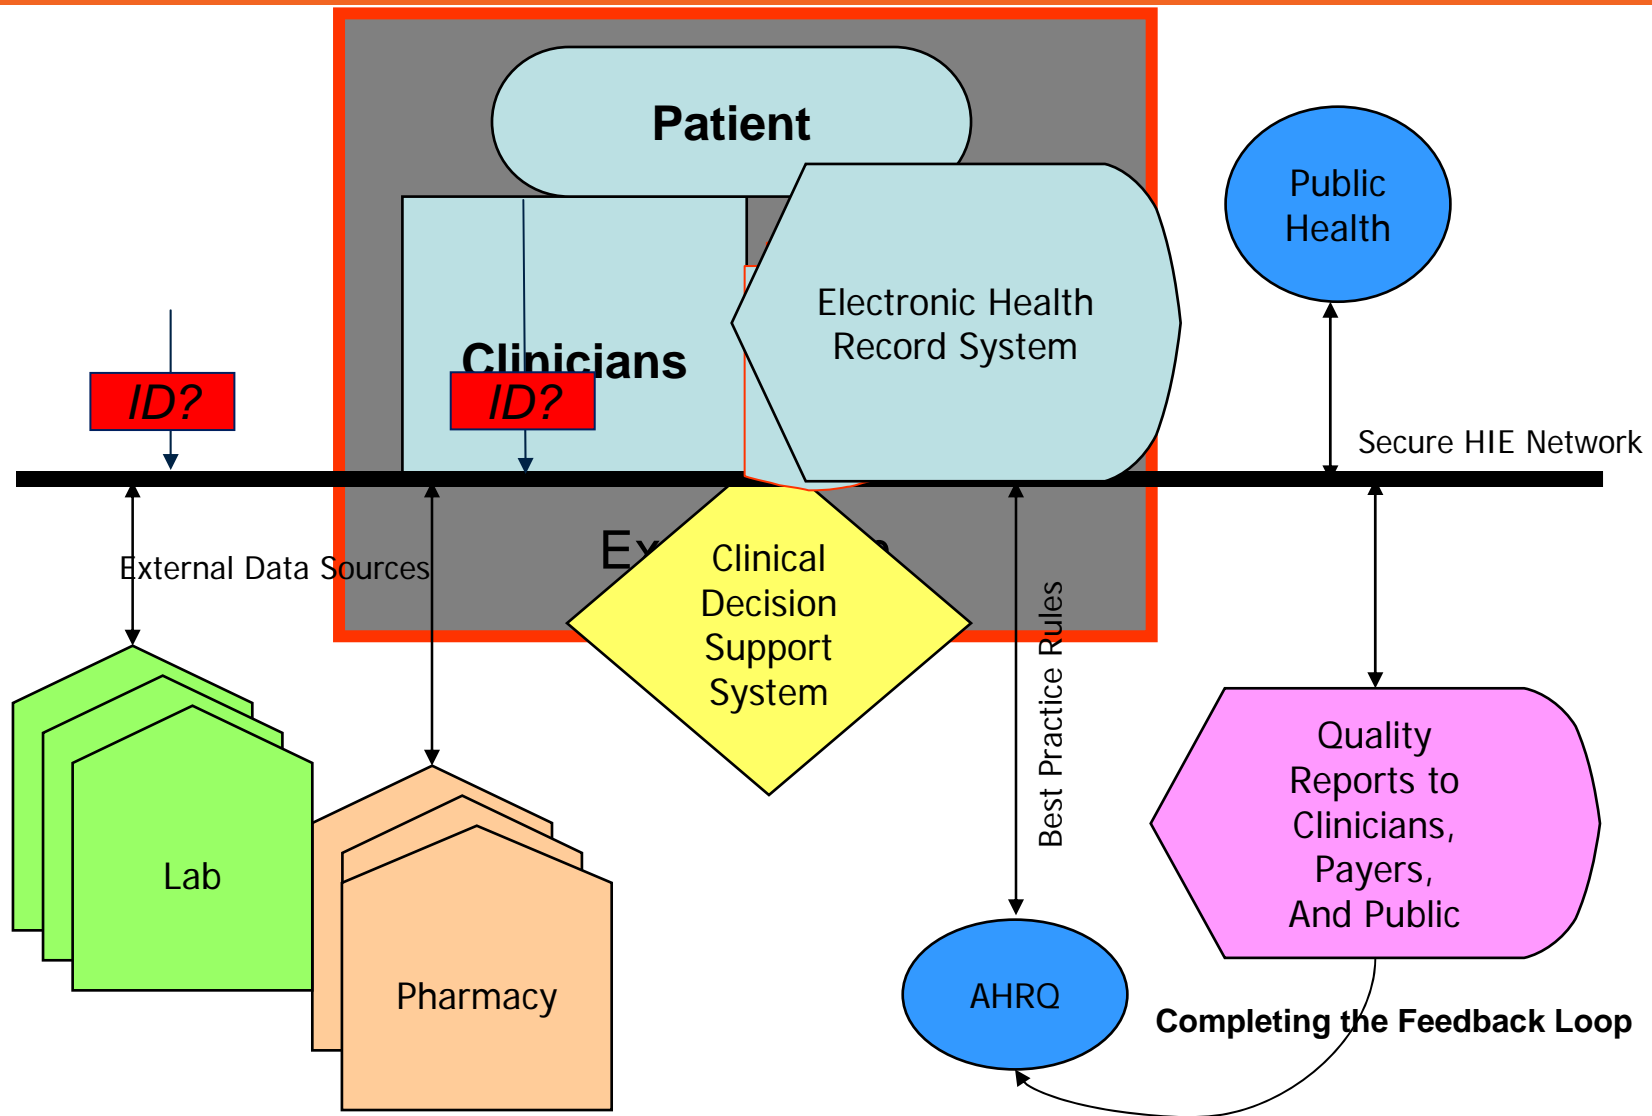 Patient
Public
Health
Electronic Health
Record System
Clinicians
ID?
ID?
Secure HIE Network
External Data Sources
Clinical
Decision
Support
System
Best Practice Rules
Quality
Reports to
Clinicians,
Payers,
And Public
Lab
Pharmacy
AHRQ
Completing the Feedback Loop